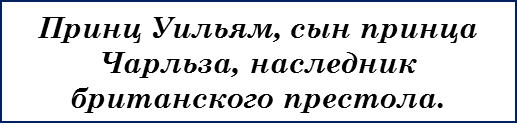 Принц Уильям, сын принца
Чарльза, наследник
британского престола.